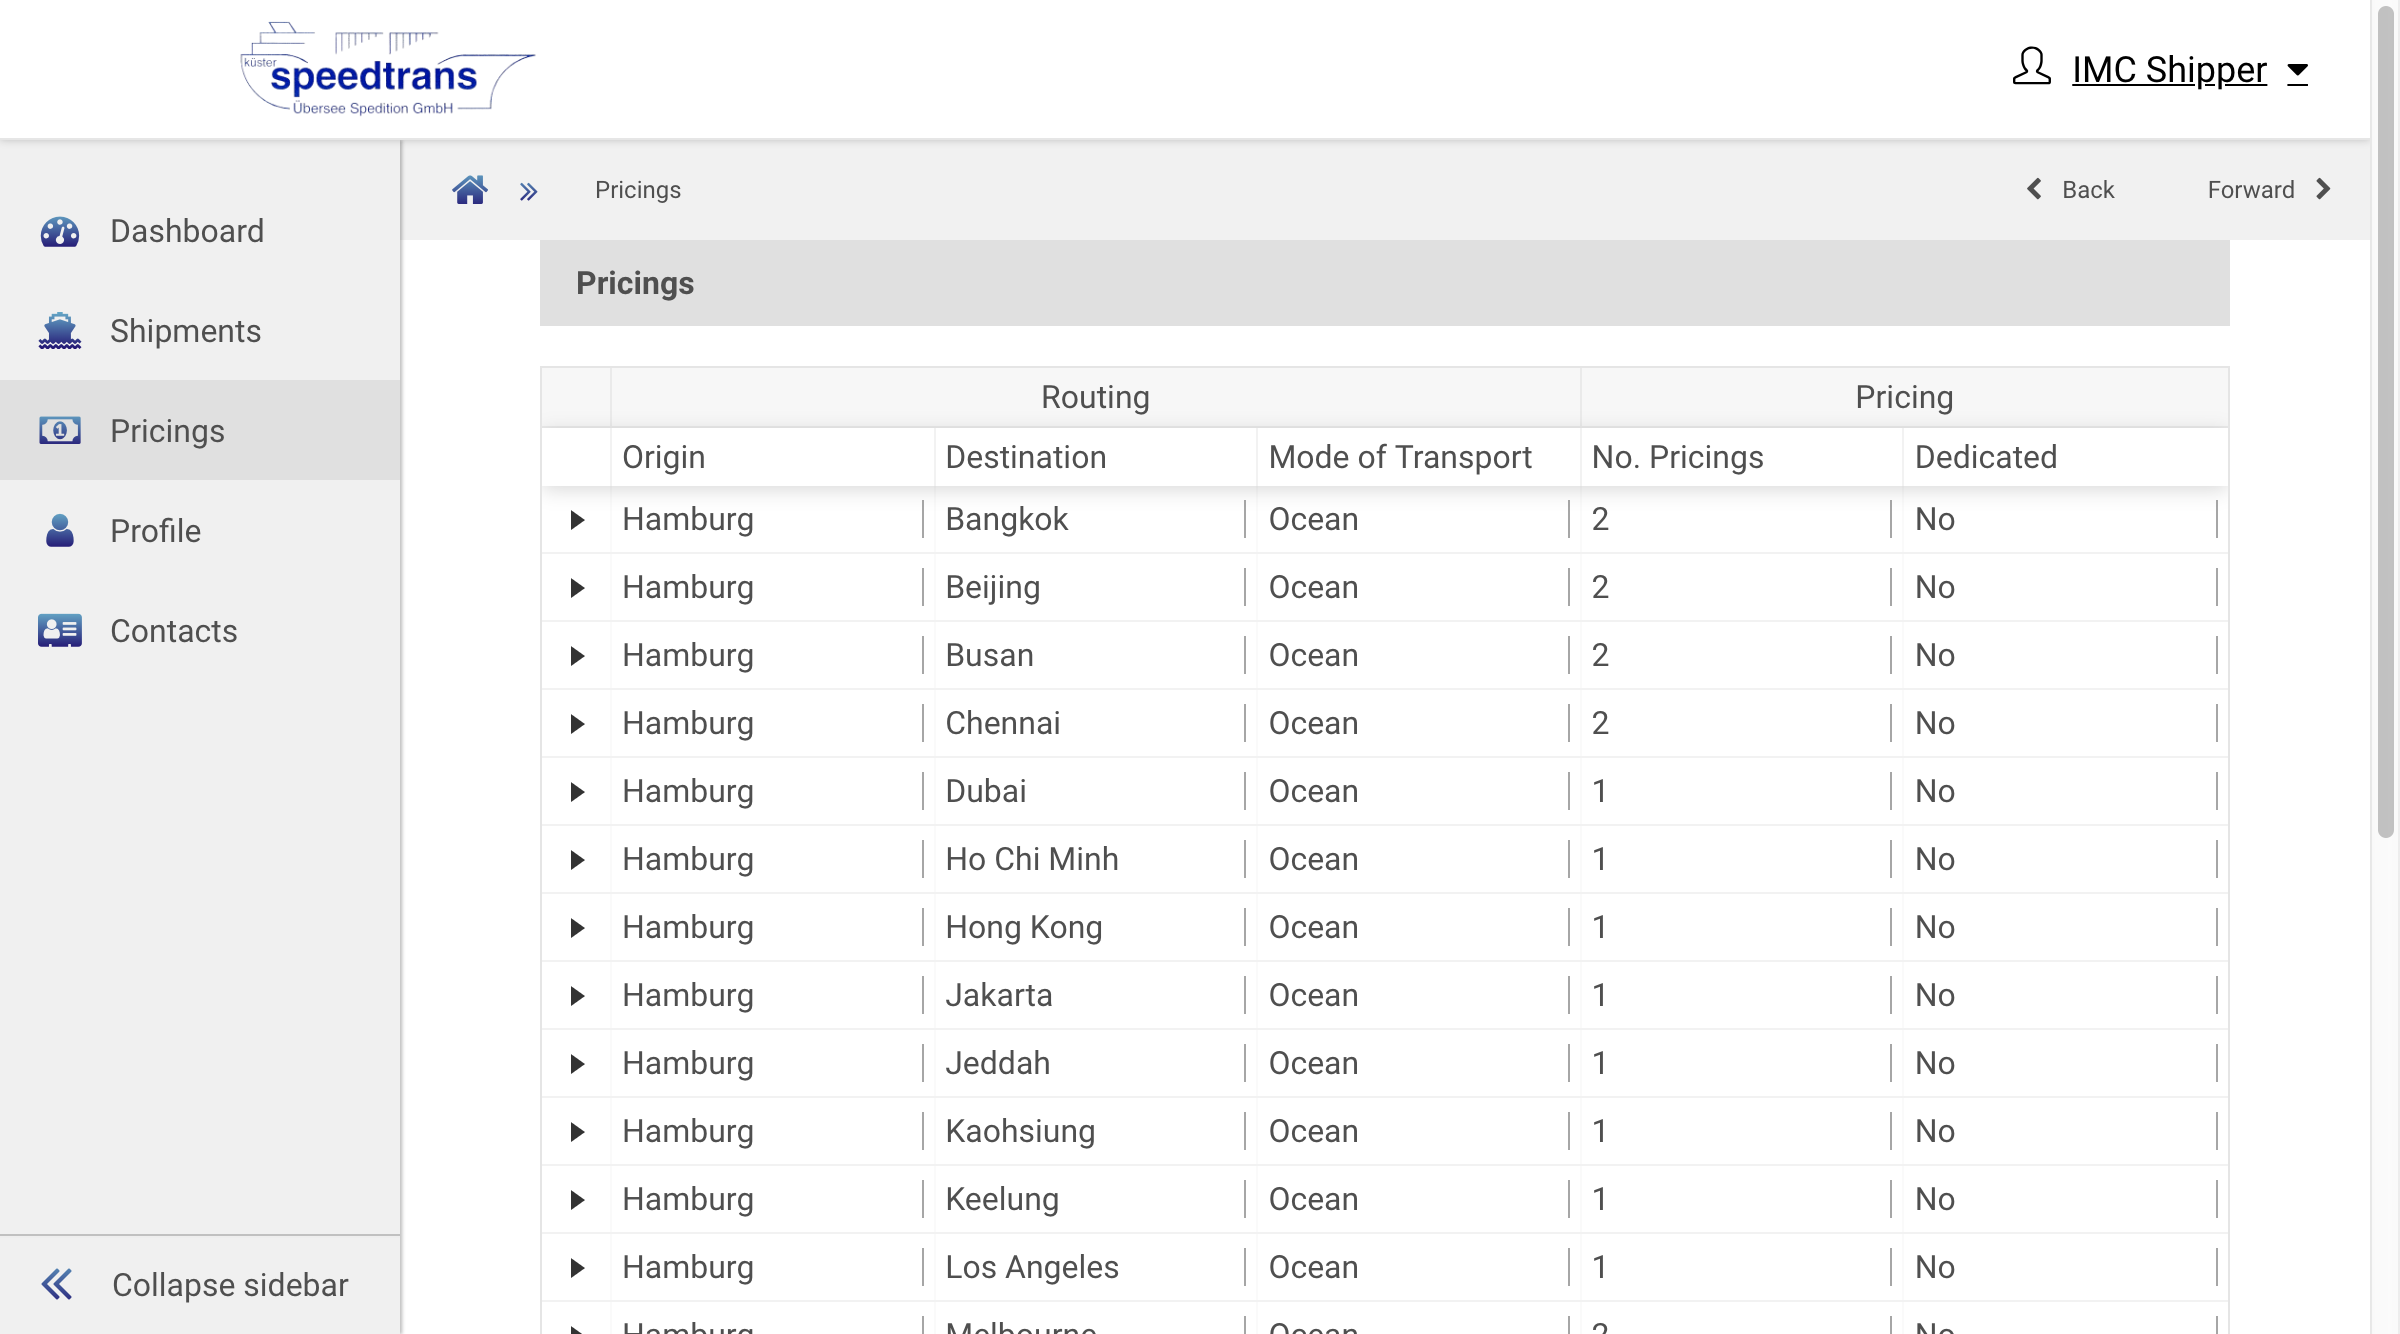 küster
speedtrans
Übersee Spedition GmbH
IMC Shipper
Pricings
Back
Forward
Dashboard
Shipments
Pricings
Profile
Contacts
Collapse sidebar
Pricings
Routing Pricing
Origin Destination Mode of Transport No. Pricings Dedicated
Hamburg Bangkok Ocean 2 No
Hamburg Beijing Ocean 2 No
Hamburg Busan Ocean 2 No
Hamburg Chennai Ocean 2 No
Hamburg Dubai Ocean 1 No
Hamburg Ho Chi Minh Ocean 1 No
Hamburg Hong Kong Ocean 1 No
Hamburg Jakarta Ocean 1 No
Hamburg Jeddah Ocean 1 No
Hamburg Kaohsiung Ocean 1 No
Hamburg Keelung Ocean 1 No
Hamburg Los Angeles Ocean 1 No
Hamburg Melbourne Ocean 2 No